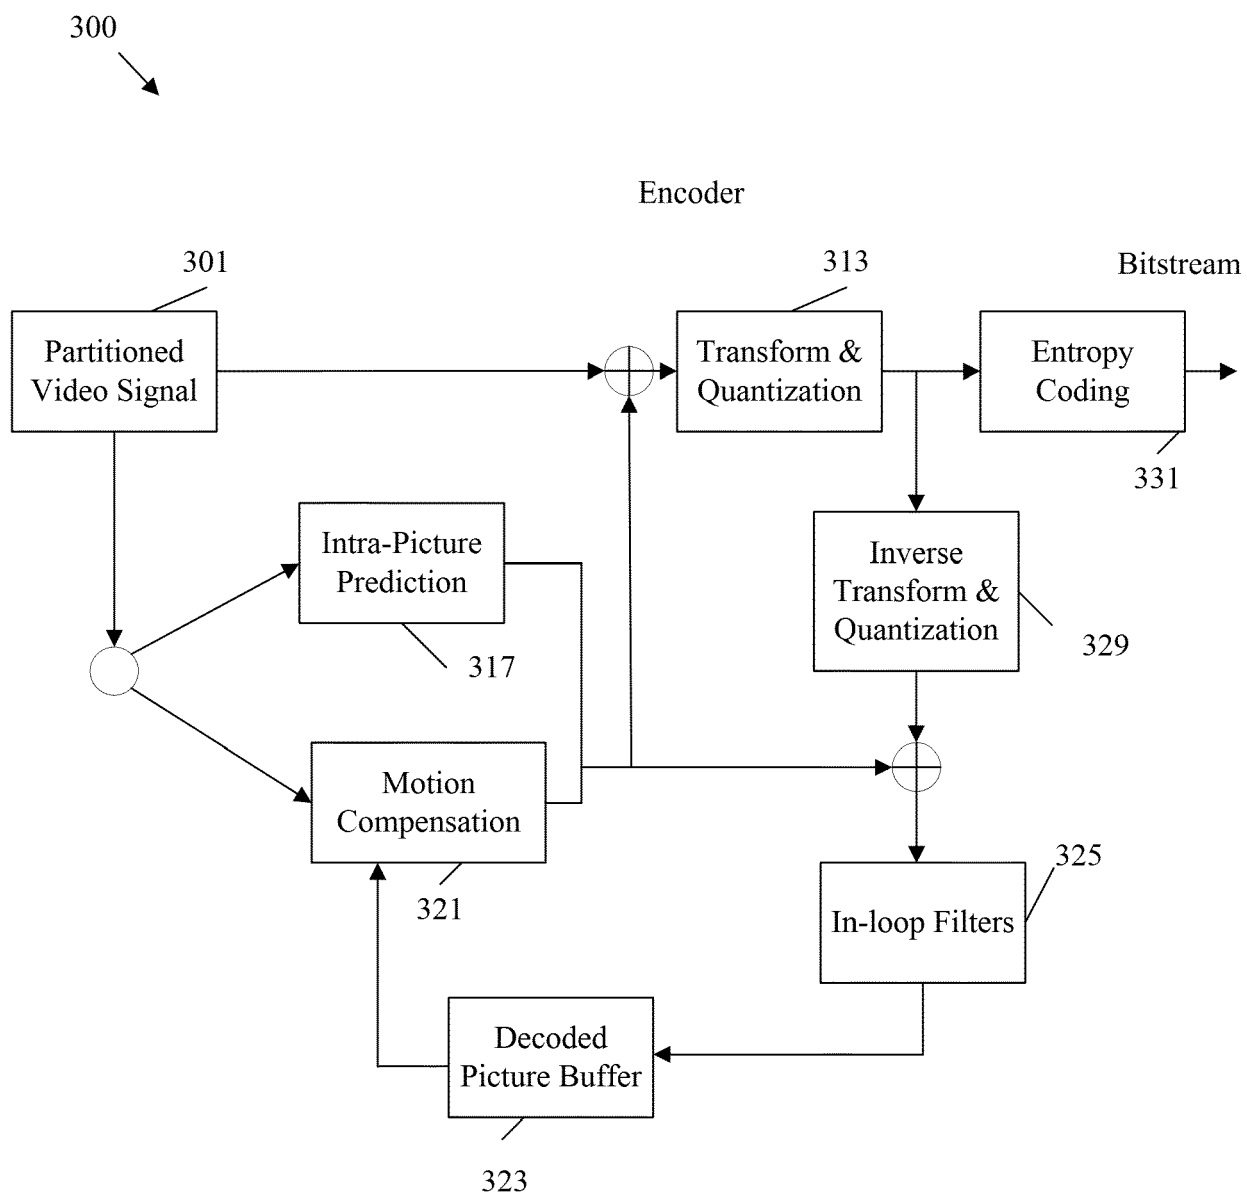 300
Encoder
301
313
Bitstream
Partitioned
Video Signal
Transform &
Quantization
Entropy
Coding
331
Intra-Picture
Prediction
317
Inverse
Transform &
Quantization
329
Motion
Compensation
321
325
In-loop Filters
Decoded
Picture Buffer
323